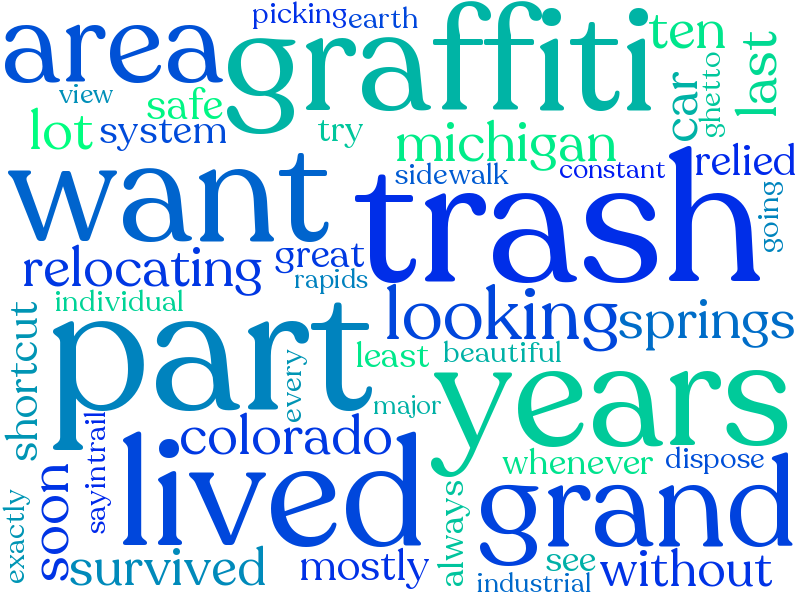 picking earth
area graffiti ten
view safe ghetto last
lot system try car
michigan relied
sidewalk constant
want trash going
relocating great
rapids
individual looking springs
shortcut part every least beautiful
major years
sayin trail colorado
whenever dispose
soon lived grand
exactly always
survived mostly see without
industrial